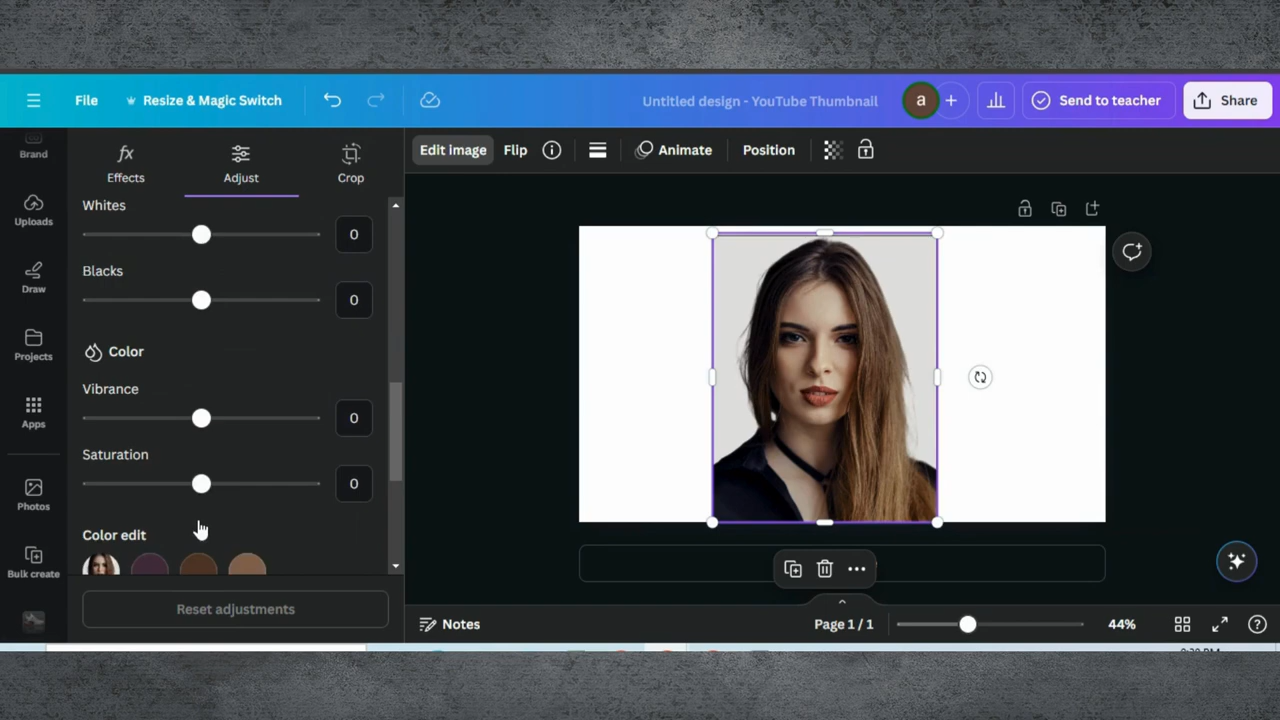 File
Resize & Magic Switch
Untitled design - YouTube Thumbnail
a
Send to teacher
Share
Brand
Uploads
Draw
Projects
Apps
Photos
Bulk create
fx
Effects
Adjust
Crop
Edit image
Flip
Animate
Position
Whites
0
Blacks
0
Color
Vibrance
0
Saturation
0
Color edit
Reset adjustments
Notes
Page 1 / 1
44%